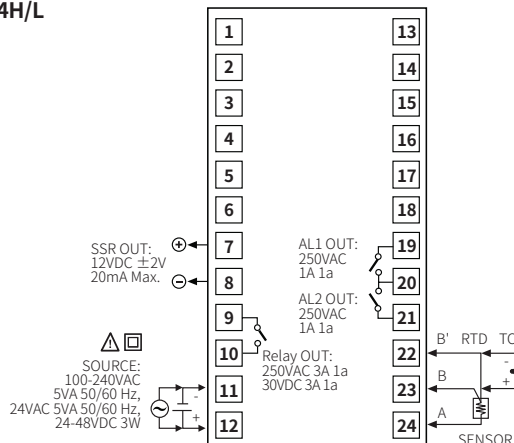 4H/L
1
13
2
14
3
15
4
16
5
17
6
18
SSR OUT:
12VDC ±2V
20mA Max.
+
7
-
8
AL1 OUT:
250VAC
1A 1a
19
20
AL2 OUT:
250VAC
1A 1a
21
9
10
Relay OUT:
250VAC 3A 1a
30VDC 3A 1a
B' RTD TC
22
-
B
23
+
A
24
SENSOR
SOURCE:
100-240VAC
5VA 50/60 Hz,
24VAC 5VA 50/60 Hz,
24-48VDC 3W
-
11
+
12